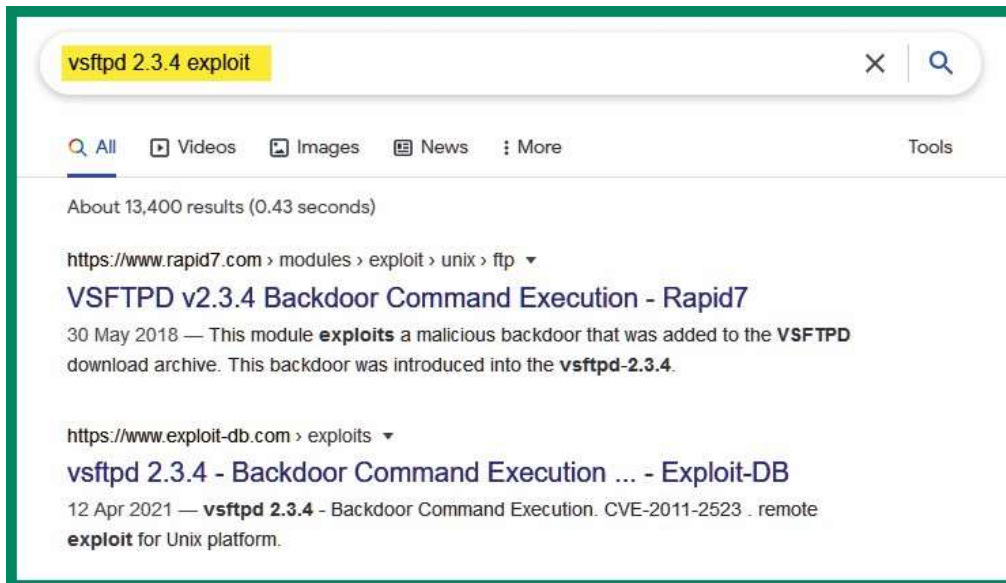 vsftpd 2.3.4 exploit
All Videos Images News More Tools
About 13,400 results (0.43 seconds)
https://www.rapid7.com › modules › exploit › unix › ftp
VSFTPD v2.3.4 Backdoor Command Execution - Rapid7
30 May 2018 — This module exploits a malicious backdoor that was added to the VSFTPD
download archive. This backdoor was introduced into the vsftpd-2.3.4.
https://www.exploit-db.com › exploits
vsftpd 2.3.4 - Backdoor Command Execution ... - Exploit-DB
12 Apr 2021 — vsftpd 2.3.4 - Backdoor Command Execution. CVE-2011-2523 . remote
exploit for Unix platform.